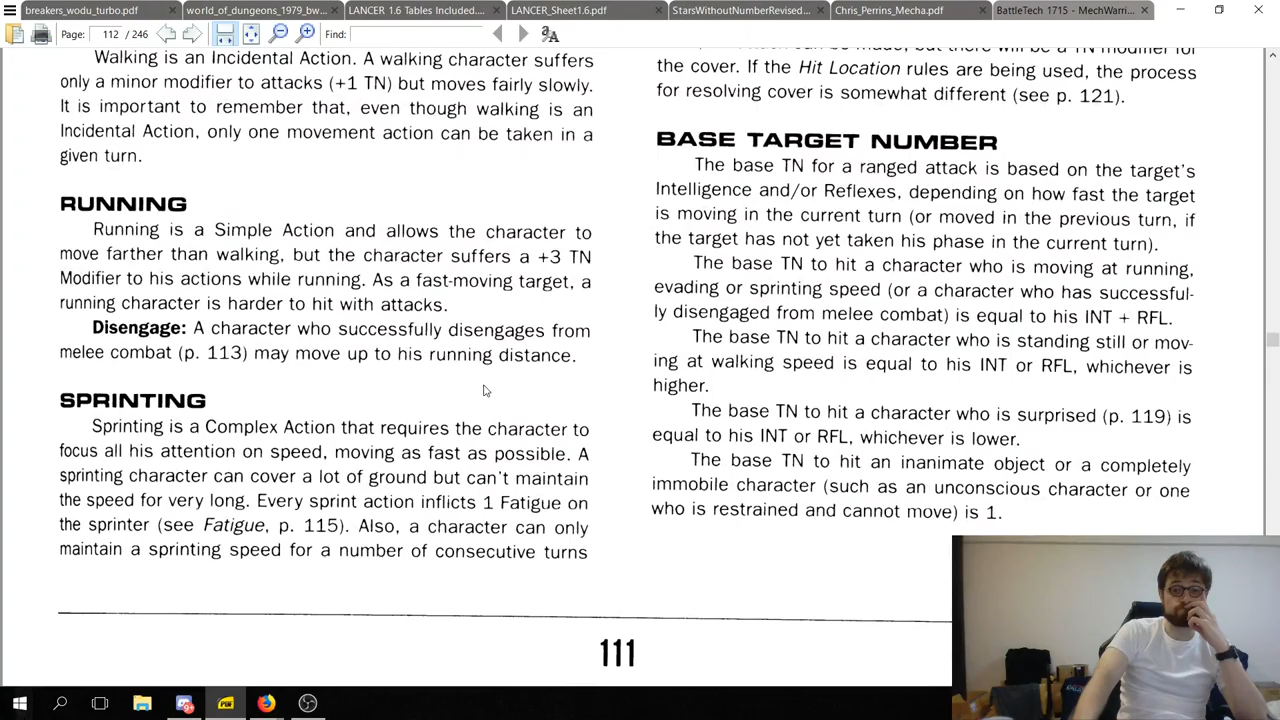 breakers_wodu_turbo.pdf
world_of_dungeons_1979_bw...
LANCER 1.6 Tables Included....
LANCER_Sheet1.6.pdf
StarsWithoutNumberRevised...
Chris_Perrins_Mecha.pdf
BattleTech 1715 - MechWarri...
Page: 112 / 246
Find:
Walking is an Incidental Action. A walking character suffers
only a minor modifier to attacks (+1 TN) but moves fairly slowly.
It is important to remember that, even though walking is an
Incidental Action, only one movement action can be taken in a
given turn.
RUNNING
Running is a Simple Action and allows the character to
move farther than walking, but the character suffers a +3 TN
Modifier to his actions while running. As a fast-moving target, a
running character is harder to hit with attacks.
Disengage: A character who successfully disengages from
melee combat (p. 113) may move up to his running distance.
SPRINTING
Sprinting is a Complex Action that requires the character to
focus all his attention on speed, moving as fast as possible. A
sprinting character can cover a lot of ground but can't maintain
the speed for very long. Every sprint action inflicts 1 Fatigue on
the sprinter (see Fatigue, p. 115). Also, a character can only
maintain a sprinting speed for a number of consecutive turns
can be made, but there will be a TN modifier for
the cover. If the Hit Location rules are being used, the process
for resolving cover is somewhat different (see p. 121).
BASE TARGET NUMBER
The base TN for a ranged attack is based on the target's
Intelligence and/or Reflexes, depending on how fast the target
is moving in the current turn (or moved in the previous turn, if
the target has not yet taken his phase in the current turn).
The base TN to hit a character who is moving at running,
evading or sprinting speed (or a character who has successful-
ly disengaged from melee combat) is equal to his INT + RFL.
The base TN to hit a character who is standing still or mov-
ing at walking speed is equal to his INT or RFL, whichever is
higher.
The base TN to hit a character who is surprised (p. 119) is
equal to his INT or RFL, whichever is lower.
The base TN to hit an inanimate object or a completely
immobile character (such as an unconscious character or one
who is restrained and cannot move) is 1.
111